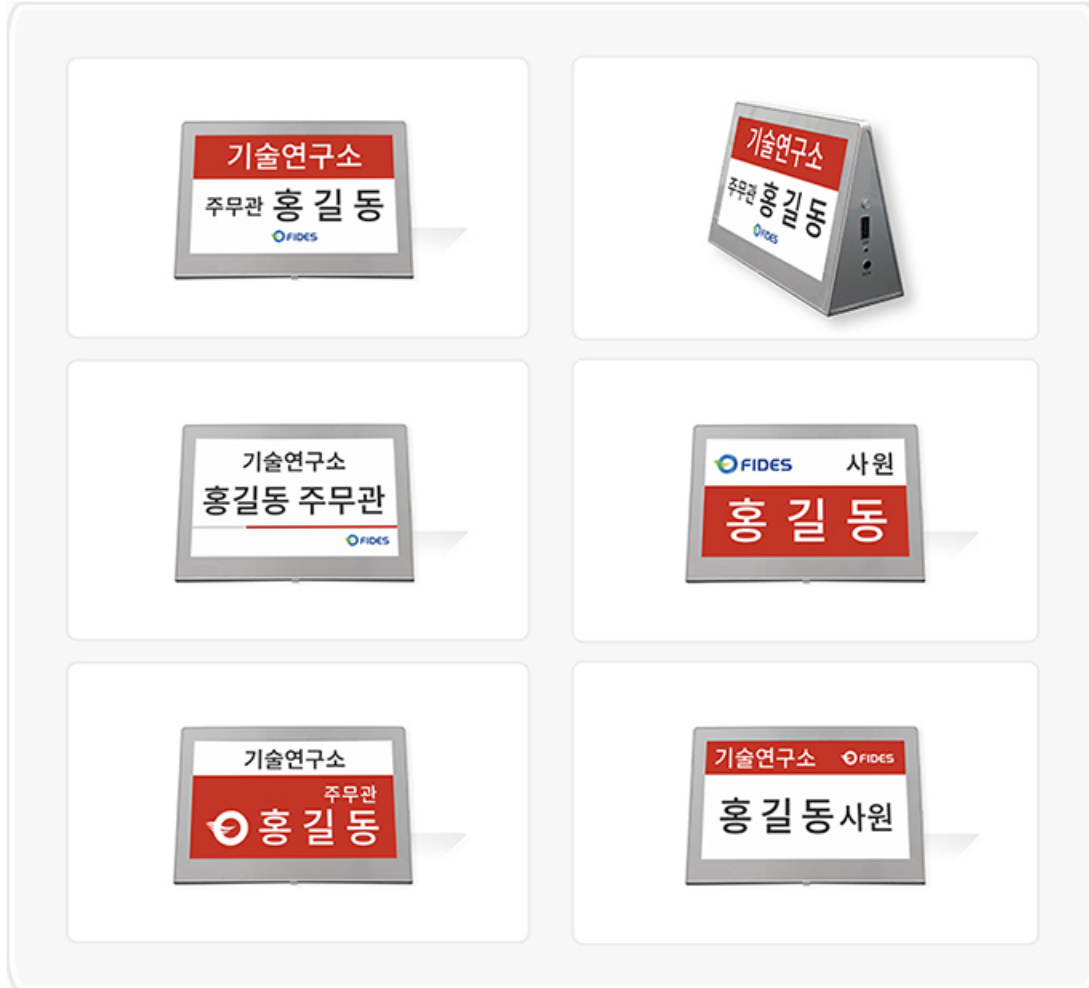 기술연구소
주무관 홍길동
FIDES
기술연구소
주무관 홍길동
FIDES
기술연구소
홍길동 주무관
FIDES
FIDES 사원
홍길동
기술연구소
주무관
홍길동
기술연구소 FIDES
홍길동 사원